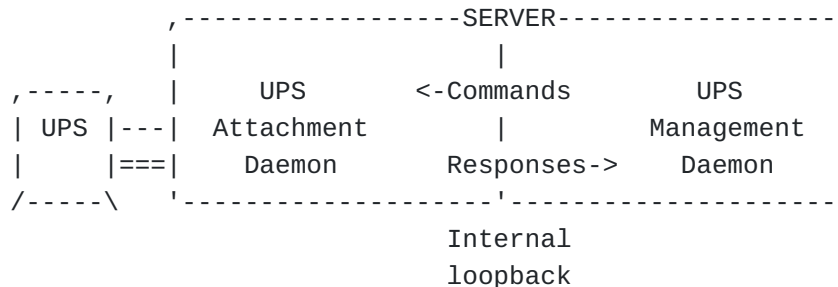 ,------------------SERVER------------------
|                    |
,-----,    |     UPS       <-Commands        UPS
| UPS |---|  Attachment        |         Management
|     |===|    Daemon       Responses->    Daemon
/-----\    '--------------------'---------------------
Internal
loopback